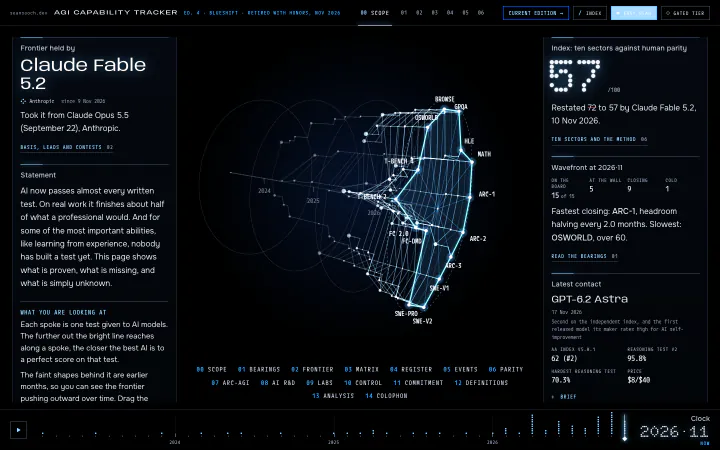 seansooch.dev AGI CAPABILITY TRACKER ED. 4 · BLUESHIFT · RETIRED WITH HONORS, NOV 2026
00 SCOPE 01 02 03 04 05 06
CURRENT EDITION →
/ INDEX
◇ GATED TIER
Frontier held by
Claude Fable
5.2
Anthropic since 9 Nov 2026
Took it from Claude Opus 5.5
(September 22), Anthropic.
BASIS, LEADS AND CONTESTS 02
Statement
AI now passes almost every written
test. On real work it finishes about half
of what a professional would. And for
some of the most important abilities,
like learning from experience, nobody
has built a test yet. This page shows
what is proven, what is missing, and
what is simply unknown.
WHAT YOU ARE LOOKING AT
Each spoke is one test given to AI models.
The further out the bright line reaches
along a spoke, the closer the best AI is to
a perfect score on that test.
The faint shapes behind it are earlier
months, so you can see the frontier
pushing outward over time. Drag the
BROWSE
GPQA
OSWORLD
HLE
MATH
T-BENCH 4
T-BENCH 2
ARC-1
ARC-2
FC 2.0
FC-DMD
ARC-3
SWE-V1
SWE-PRO
SWE-V2
2024
2025
2026
00 SCOPE 01 BEARINGS 02 FRONTIER 03 MATRIX 04 REGISTER 05 EVENTS 06 PARITY
07 ARC-AGI 08 AI R&D 09 LABS 10 CONTROL 11 COMMITMENT 12 DEFINITIONS
13 ANALYSIS 14 COLOPHON
Index: ten sectors against human parity
57 /100
Restated 72 to 57 by Claude Fable 5.2,
10 Nov 2026.
TEN SECTORS AND THE METHOD 06
Wavefront at 2026-11
ON THE BOARD AT THE WALL CLOSING COLD
15 of 15 5 9 1
Fastest closing: ARC-1, headroom
halving every 2.0 months. Slowest:
OSWORLD, over 60.
READ THE BEARINGS 01
Latest contact
GPT-6.2 Astra
17 Nov 2026
Second on the independent index, and the first
released model its maker rates High for AI self-
improvement
AA INDEX V5.0.1 REASONING TEST V2
62 (#2) 95.8%
HARDEST REASONING TEST PRICE
70.3% $8/$40
+ BRIEF
2024
2025
2026
Clock
2026·11
NOW